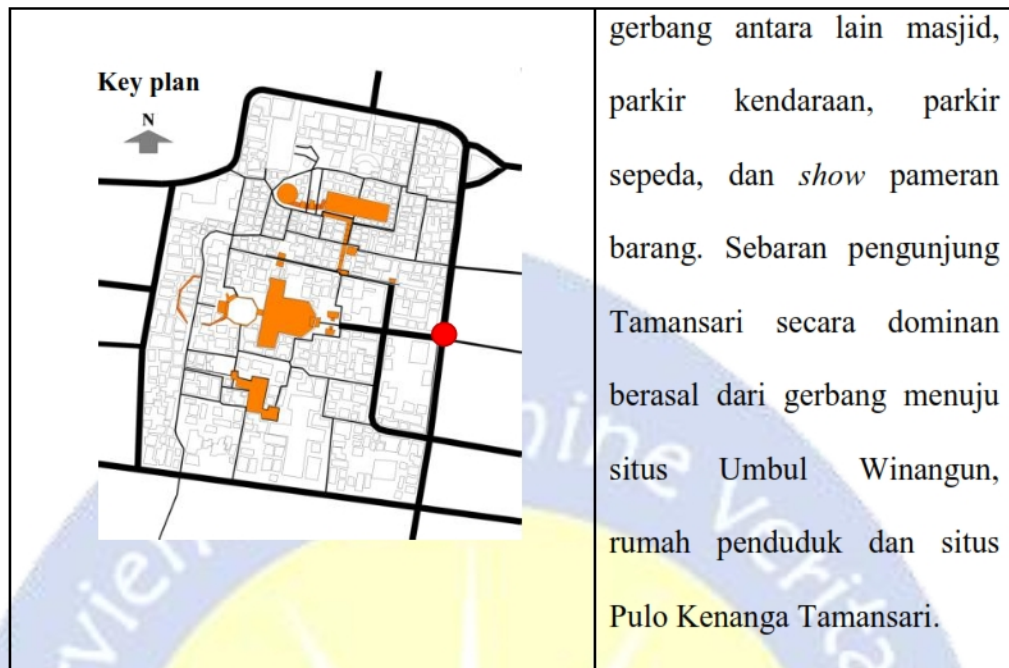 Key plan
N
gerbang antara lain masjid,
parkir kendaraan, parkir
sepeda, dan show pameran
barang. Sebaran pengunjung
Tamansari secara dominan
berasal dari gerbang menuju
situs Umbul Winangun,
rumah penduduk dan situs
Pulo Kenanga Tamansari.